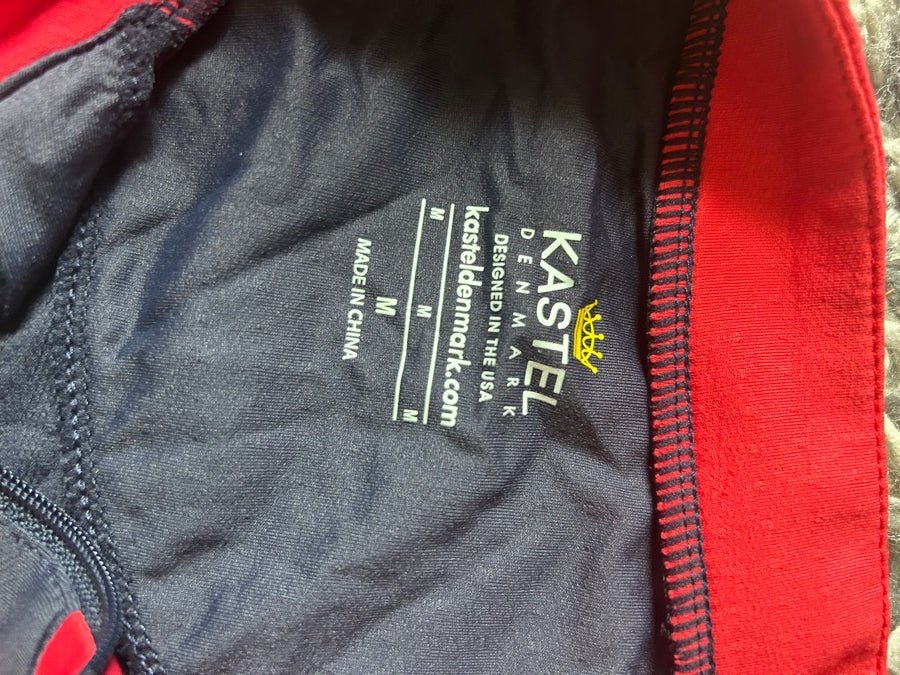 KASTEL
DENMARK
DESIGNED IN THE USA
kasteldenmark.com
M M M
M
MADE IN CHINA